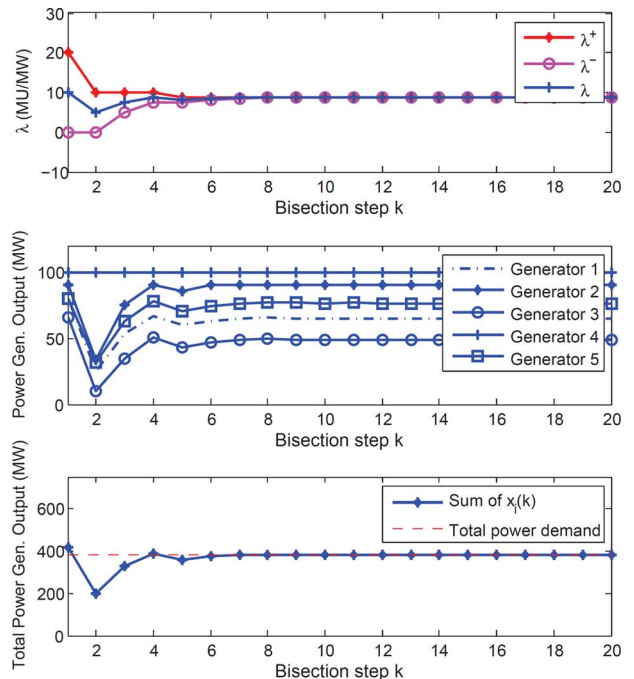 30
20
10
0
−10
λ (MU/MW)
λ+
λ−
λ
2 4 6 8 10 12 14 16 18 20
Bisection step k
100
50
0
Power Gen. Output (MW)
Generator 1
Generator 2
Generator 3
Generator 4
Generator 5
2 4 6 8 10 12 14 16 18 20
Bisection step k
600
400
200
0
Total Power Gen. Output (MW)
Sum of xi(k)
Total power demand
2 4 6 8 10 12 14 16 18 20
Bisection step k